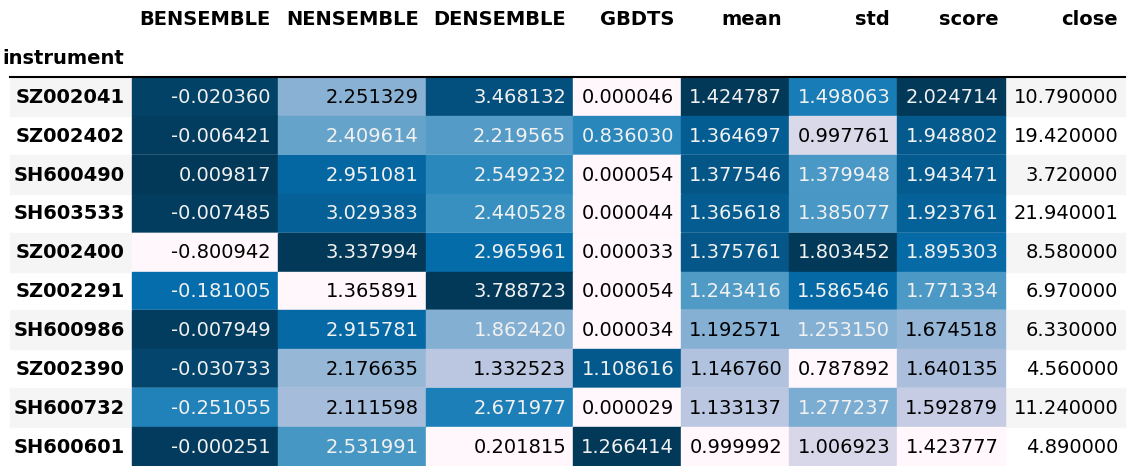 BENSEMBLE NENSEMBLE DENSEMBLE GBDTS mean std score close
instrument
SZ002041 -0.020360 2.251329 3.468132 0.000046 1.424787 1.498063 2.024714 10.790000
SZ002402 -0.006421 2.409614 2.219565 0.836030 1.364697 0.997761 1.948802 19.420000
SH600490 0.009817 2.951081 2.549232 0.000054 1.377546 1.379948 1.943471 3.720000
SH603533 -0.007485 3.029383 2.440528 0.000044 1.365618 1.385077 1.923761 21.940001
SZ002400 -0.800942 3.337994 2.965961 0.000033 1.375761 1.803452 1.895303 8.580000
SZ002291 -0.181005 1.365891 3.788723 0.000054 1.243416 1.586546 1.771334 6.970000
SH600986 -0.007949 2.915781 1.862420 0.000034 1.192571 1.253150 1.674518 6.330000
SZ002390 -0.030733 2.176635 1.332523 1.108616 1.146760 0.787892 1.640135 4.560000
SH600732 -0.251055 2.111598 2.671977 0.000029 1.133137 1.277237 1.592879 11.240000
SH600601 -0.000251 2.531991 0.201815 1.266414 0.999992 1.006923 1.423777 4.890000